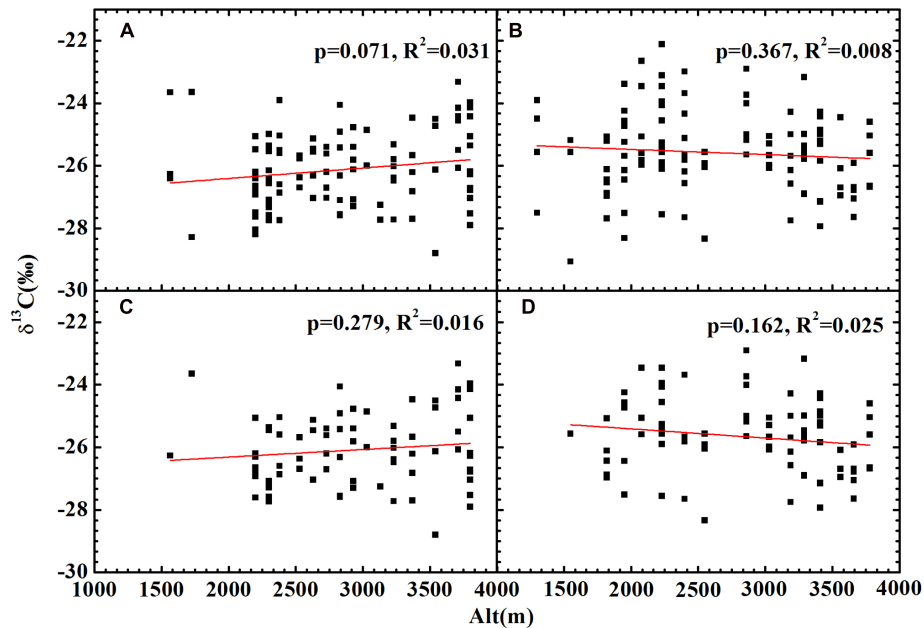 A
p=0.071, R²=0.031
B
p=0.367, R²=0.008
-22
-24
-26
-28
-30
C
p=0.279, R²=0.016
D
p=0.162, R²=0.025
-22
-24
-26
-28
-30
δ¹³C(‰)
1000 1500 2000 2500 3000 3500 4000
1500 2000 2500 3000 3500 4000
Alt(m)